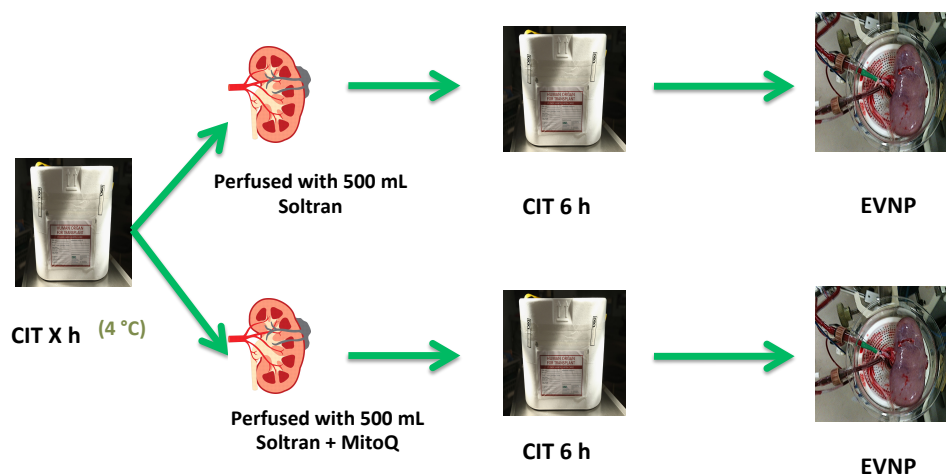 Perfused with 500 mL
Soltran
CIT 6 h
EVNP
CIT X h (4 °C)
Perfused with 500 mL
Soltran + MitoQ
CIT 6 h
EVNP